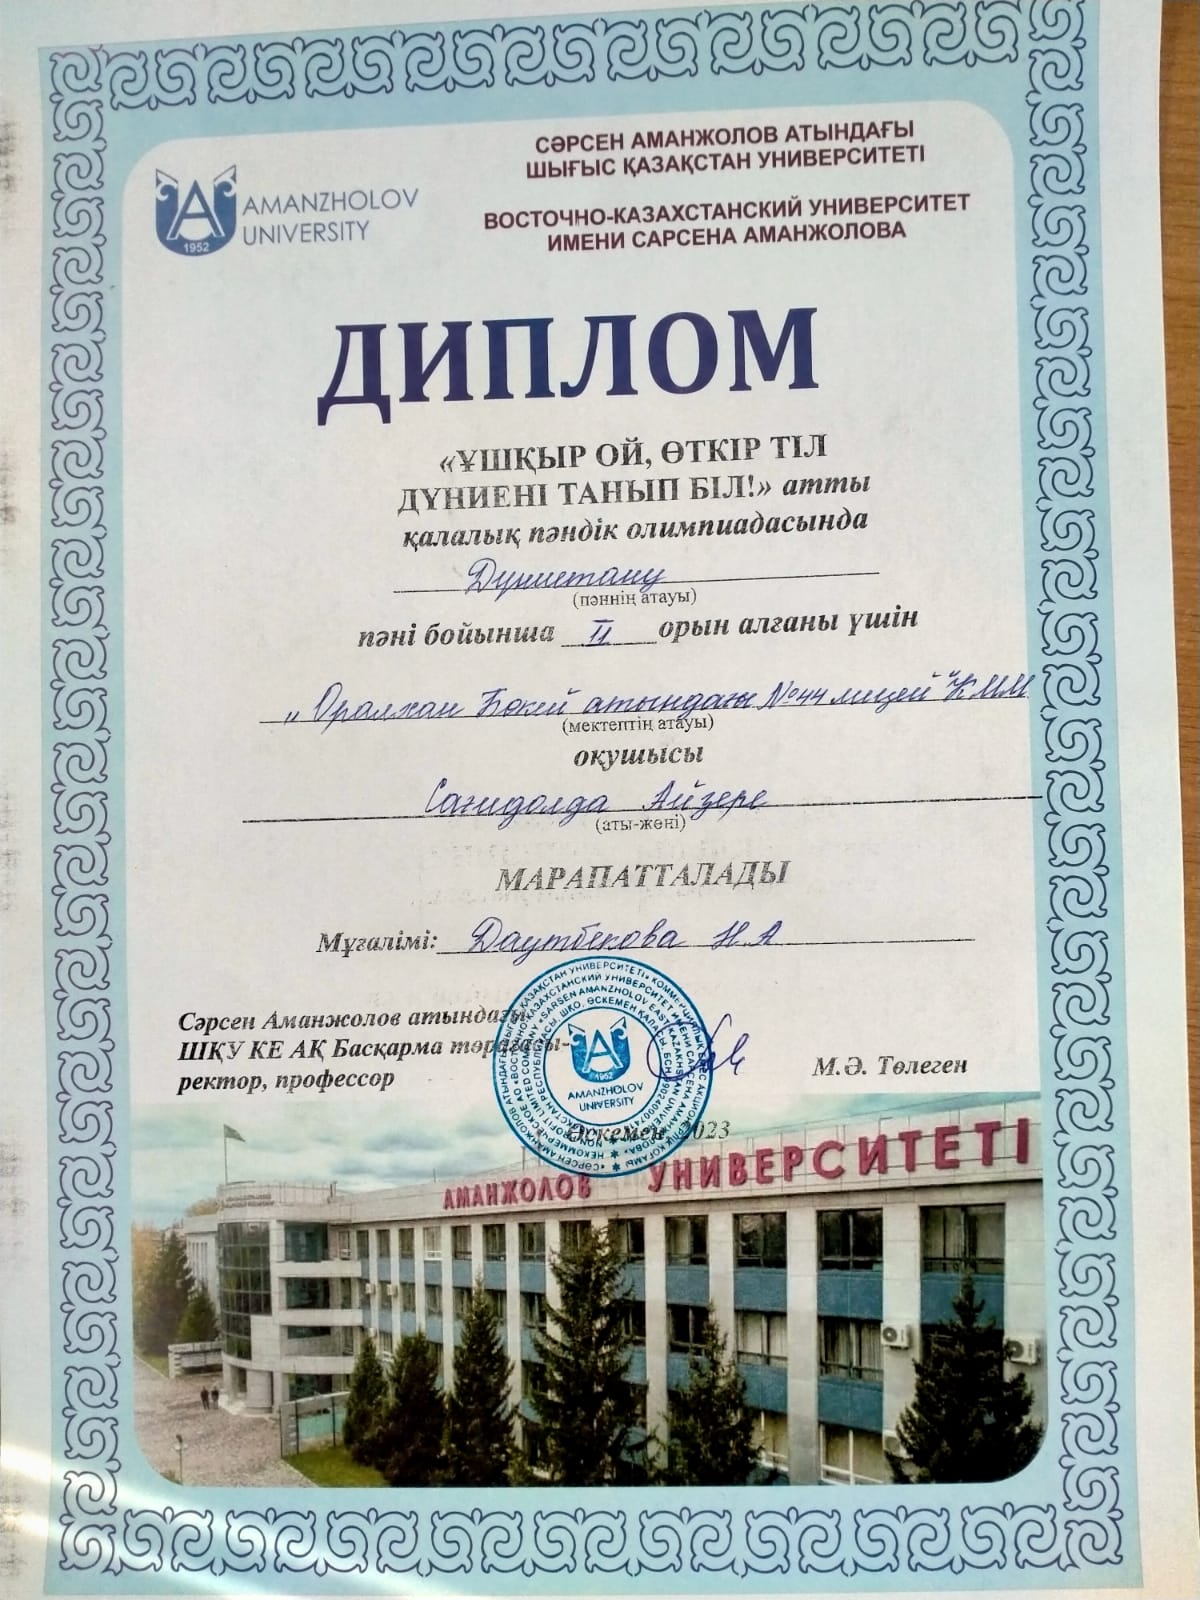 AMANZHOLOV
UNIVERSITY
1952
СӘРСЕН АМАНЖОЛОВ АТЫНДАҒЫ
ШЫҒЫС ҚАЗАҚСТАН УНИВЕРСИТЕТІ
ВОСТОЧНО-КАЗАХСТАНСКИЙ УНИВЕРСИТЕТ
ИМЕНИ САРСЕНА АМАНЖОЛОВА
ДИПЛОМ
«ҰШҚЫР ОЙ, ӨТКІР ТІЛ
ДҮНИЕНІ ТАНЫП БІЛ!» атты
қалалық пәндік олимпиадасында
Дүниетану
(пәннің атауы)
пәні бойынша II орын алғаны үшін
„Оралхан Бөкей атындағы №44 лицей" КММ
(мектептің атауы)
оқушысы
Сағидолда Айзере
(аты-жөні)
МАРАПАТТАЛАДЫ
Мұғалімі: Даутбекова Н А
Сәрсен Аманжолов атындағы
ШҚУ КЕ АҚ Басқарма төрағасы-
ректор, профессор
М.Ә. Төлеген
AMANZHOLOV
UNIVERSITY
1952
Өскемен 2023
АМАНЖОЛОВ УНИВЕРСИТЕТІ